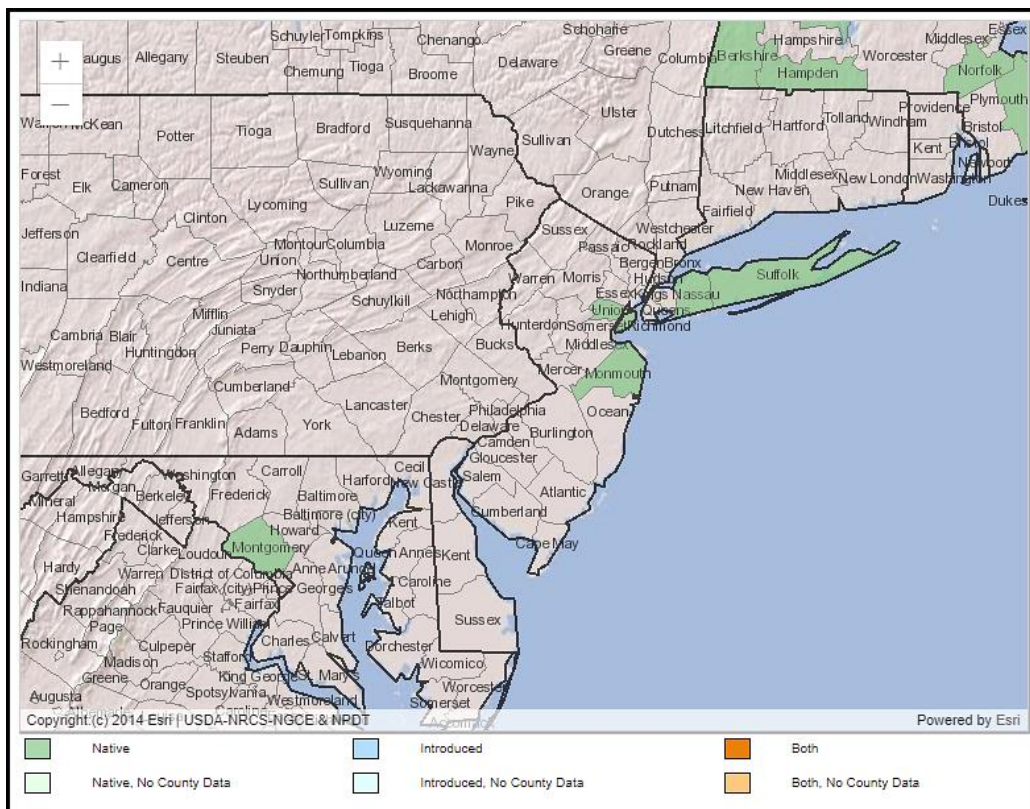 Schuyler Tompkins Chenango Schoharie Greene Columbia Hampshire Middlesex Essex
Allegany Steuben Chemung Tioga Broome Delaware Berkshire Worcester Norfolk
Hampden Plymouth
Ulster Providence
McKean Potter Tioga Bradford Susquehanna Sullivan Dutchess Litchfield Hartford Tolland Windham Bristol
Wayne Kent Bristol
Forest Elk Cameron Wyoming Newport
Sullivan Lackawanna Orange Putnam Middlesex New London Washington
Lycoming Pike New Haven
Clinton Luzerne Fairfield Dukes
Jefferson Sussex Westchester
Clearfield Centre Montour Columbia Monroe Passaic Rockland
Union Carbon Bergen Bronx
Indiana Northumberland Warren Morris Hudson Suffolk
Snyder Schuylkill Northampton Essex Kings Nassau
Mifflin Lehigh Union Queens
Cambria Blair Juniata Hunterdon Somerset Richmond
Huntingdon Perry Dauphin Lebanon Berks Bucks Middlesex
Westmoreland Mercer Monmouth
Cumberland Montgomery
Bedford Lancaster Chester Philadelphia Ocean
Fulton Franklin Adams York Delaware Burlington
Camden
Garrett Allegany Washington Carroll Cecil Gloucester
Morgan Harford New Castle Salem
Mineral Berkeley Frederick Baltimore Atlantic
Hampshire Jefferson Baltimore (city) Cumberland
Frederick Howard Kent
Clarke Loudoun Montgomery Cape May
Hardy Warren District of Columbia Anne Arundel Queen Annes Kent
Shenandoah Fairfax (city) Prince Georges Caroline
Rappahannock Fauquier Fairfax Talbot
Page Prince William Sussex
Rockingham Culpeper Charles Calvert Dorchester
Madison Stafford Wicomico
Greene Orange King George St. Marys
Augusta Spotsylvania Westmoreland Worcester
Somerset
Copyright:(c) 2014 Esri | USDA-NRCS-NGCE & NPDT Powered by Esri
Native Introduced Both
Native, No County Data Introduced, No County Data Both, No County Data